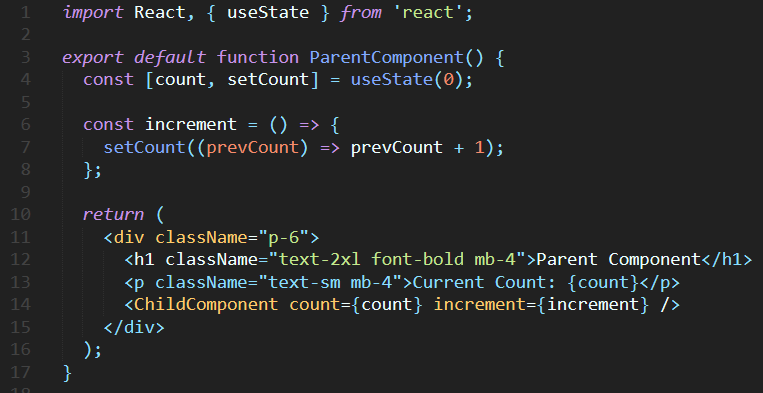 1 import React, { useState } from 'react';
2
3 export default function ParentComponent() {
4   const [count, setCount] = useState(0);
5
6   const increment = () => {
7     setCount((prevCount) => prevCount + 1);
8   };
9
10   return (
11     <div className="p-6">
12       <h1 className="text-2xl font-bold mb-4">Parent Component</h1>
13       <p className="text-sm mb-4">Current Count: {count}</p>
14       <ChildComponent count={count} increment={increment} />
15     </div>
16   );
17 }
18